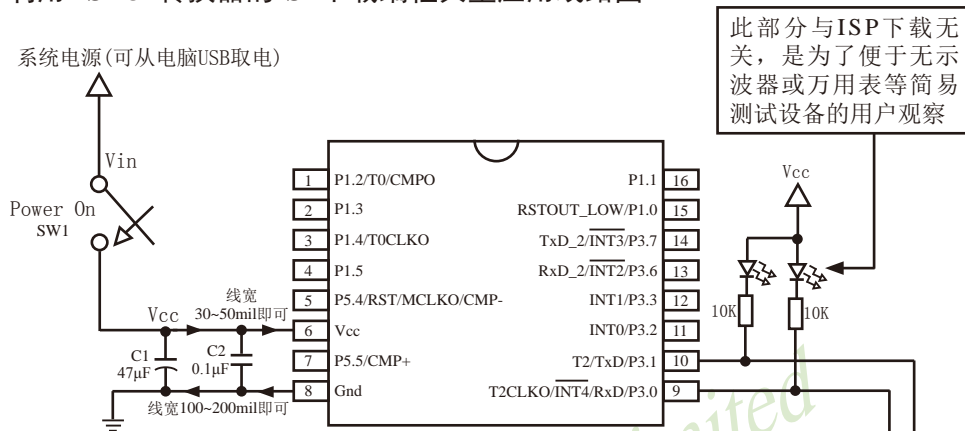 此部分与ISP下载无
关，是为了便于无示
波器或万用表等简易
测试设备的用户观察
系统电源(可从电脑USB取电)
Vin
Power On
SW1
Vcc
线宽
30~50mil即可
C1
47μF
C2
0.1μF
线宽100~200mil即可
1 P1.2/T0/CMPO
2 P1.3
3 P1.4/T0CLKO
4 P1.5
5 P5.4/RST/MCLKO/CMP-
6 Vcc
7 P5.5/CMP+
8 Gnd
P1.1 16
RSTOUT_LOW/P1.0 15
TxD_2/INT3/P3.7 14
RxD_2/INT2/P3.6 13
INT1/P3.3 12
INT0/P3.2 11
T2/TxD/P3.1 10
T2CLKO/INT4/RxD/P3.0 9
Vcc
10K
10K